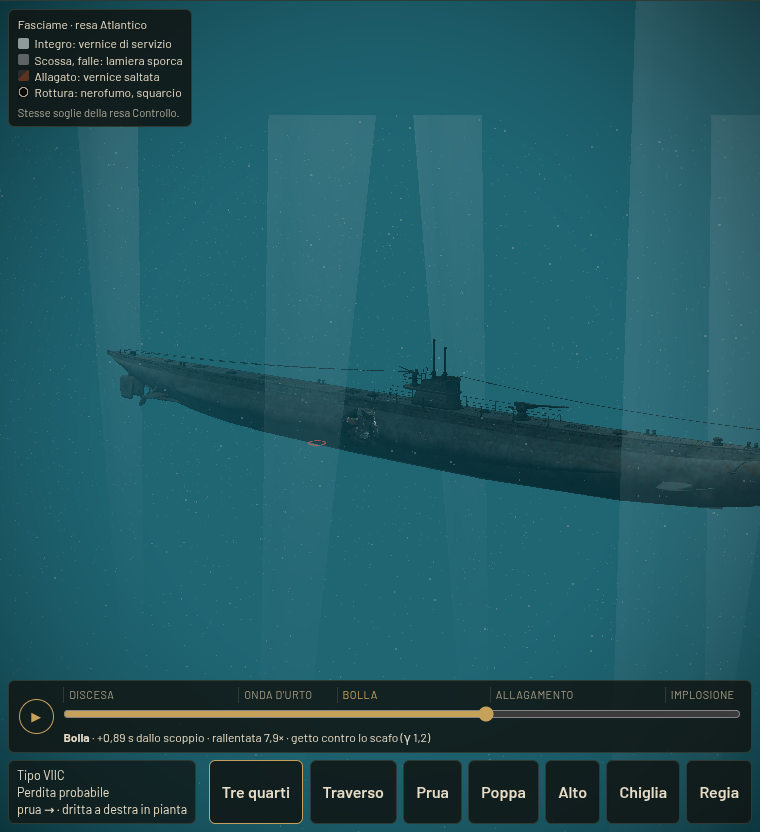 Fasciame · resa Atlantico
Integro: vernice di servizio
Scossa, falle: lamiera sporca
Allagato: vernice saltata
Rottura: nerofumo, squarcio
Stesse soglie della resa Controllo.
DISCESA
ONDA D'URTO
BOLLA
ALLAGAMENTO
IMPLOSIONE
Bolla · +0,89 s dallo scoppio · rallentata 7,9× · getto contro lo scafo (γ 1,2)
Tipo VIIC
Perdita probabile
prua → · dritta a destra in pianta
Tre quarti
Traverso
Prua
Poppa
Alto
Chiglia
Regia